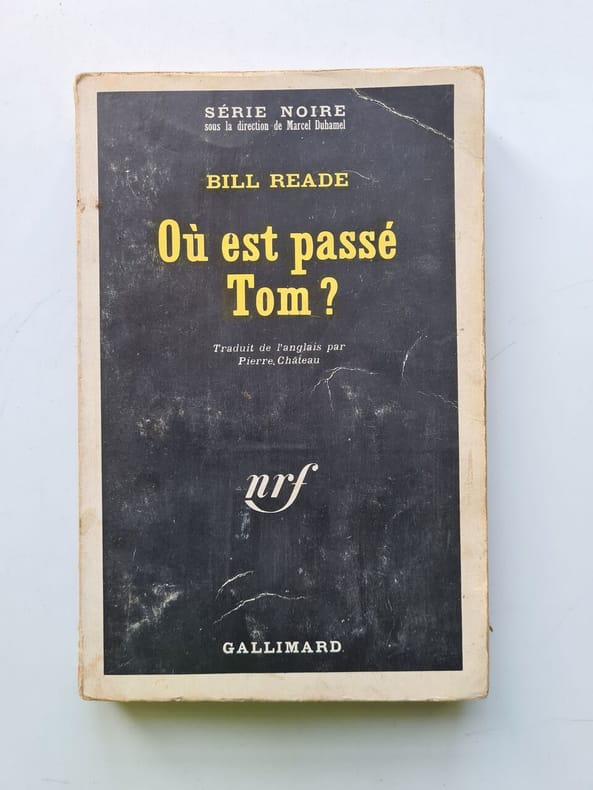 SÉRIE NOIRE
sous la direction de Marcel Duhamel
BILL READE
Où est passé
Tom ?
Traduit de l'anglais par
Pierre Château
nrf
GALLIMARD